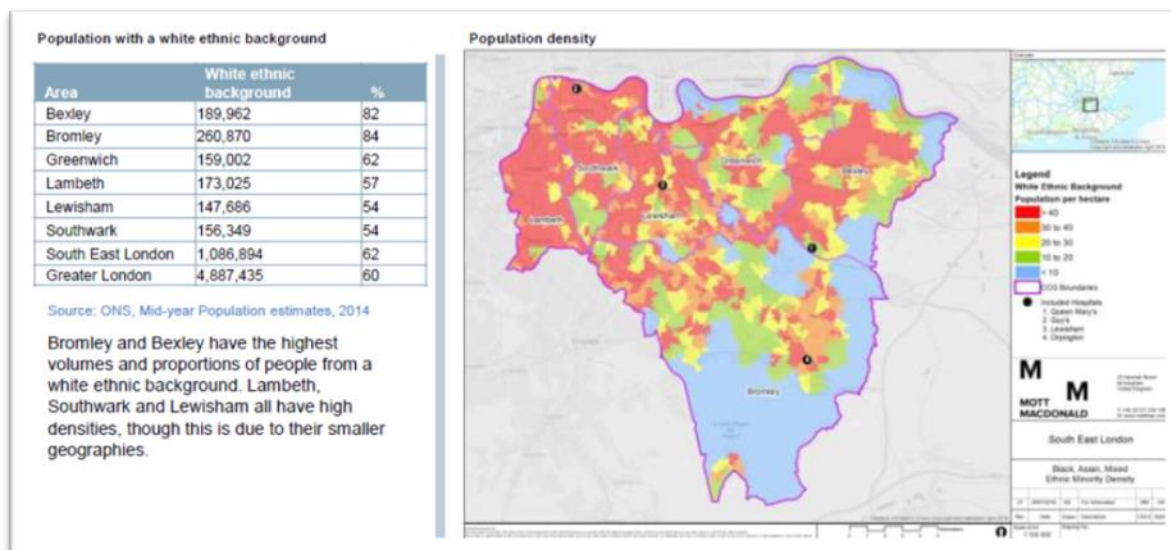 Population with a white ethnic background
Area White ethnic background %
Bexley 189,962 82
Bromley 260,870 84
Greenwich 159,002 62
Lambeth 173,025 57
Lewisham 147,686 54
Southwark 156,349 54
South East London 1,086,894 62
Greater London 4,887,435 60
Source: ONS, Mid-year Population estimates, 2014
Bromley and Bexley have the highest
volumes and proportions of people from a
white ethnic background. Lambeth,
Southwark and Lewisham all have high
densities, though this is due to their smaller
geographies.
Population density
Southwark
Greenwich
Bexley
Lambeth
Lewisham
Bromley
Legend
White Ethnic Background
Population per hectare
> 40
30 to 40
20 to 30
10 to 20
< 10
CCG Boundaries
Included Hospitals
1. Queen Mary's
2. Guy's
3. Lewisham
4. Orpington
M
M
MOTT
MACDONALD
South East London
Black, Asian, Mixed
Ethnic Minority Density